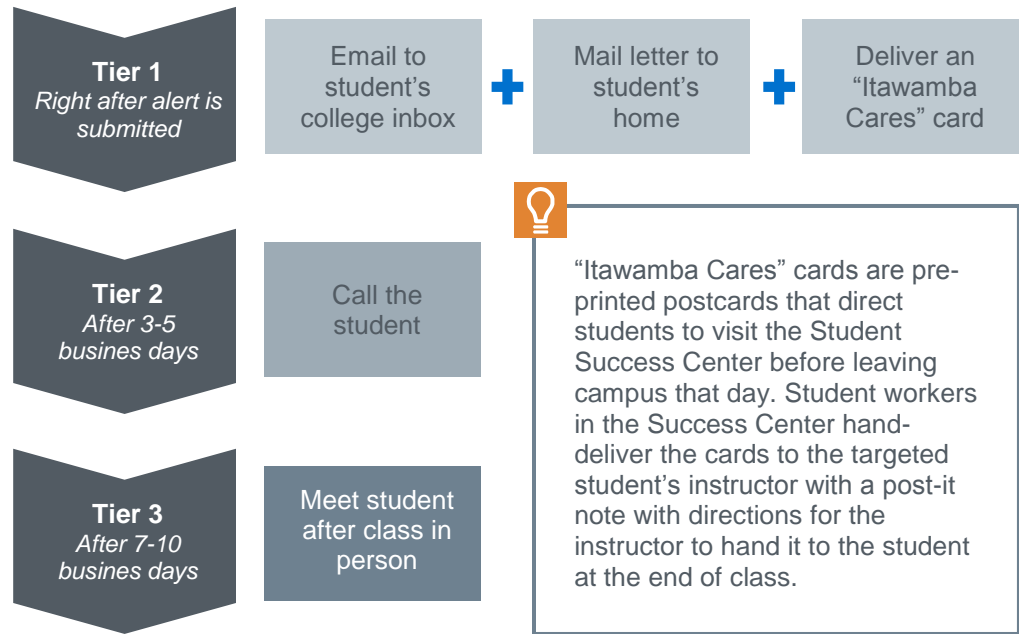 Tier 1
Right after alert is
submitted
Email to
student’s
college inbox
Mail letter to
student’s
home
Deliver an
“Itawamba
Cares” card
Tier 2
After 3-5
busines days
Call the
student
Tier 3
After 7-10
busines days
Meet student
after class in
person
“Itawamba Cares” cards are pre-
printed postcards that direct
students to visit the Student
Success Center before leaving
campus that day. Student workers
in the Success Center hand-
deliver the cards to the targeted
student’s instructor with a post-it
note with directions for the
instructor to hand it to the student
at the end of class.